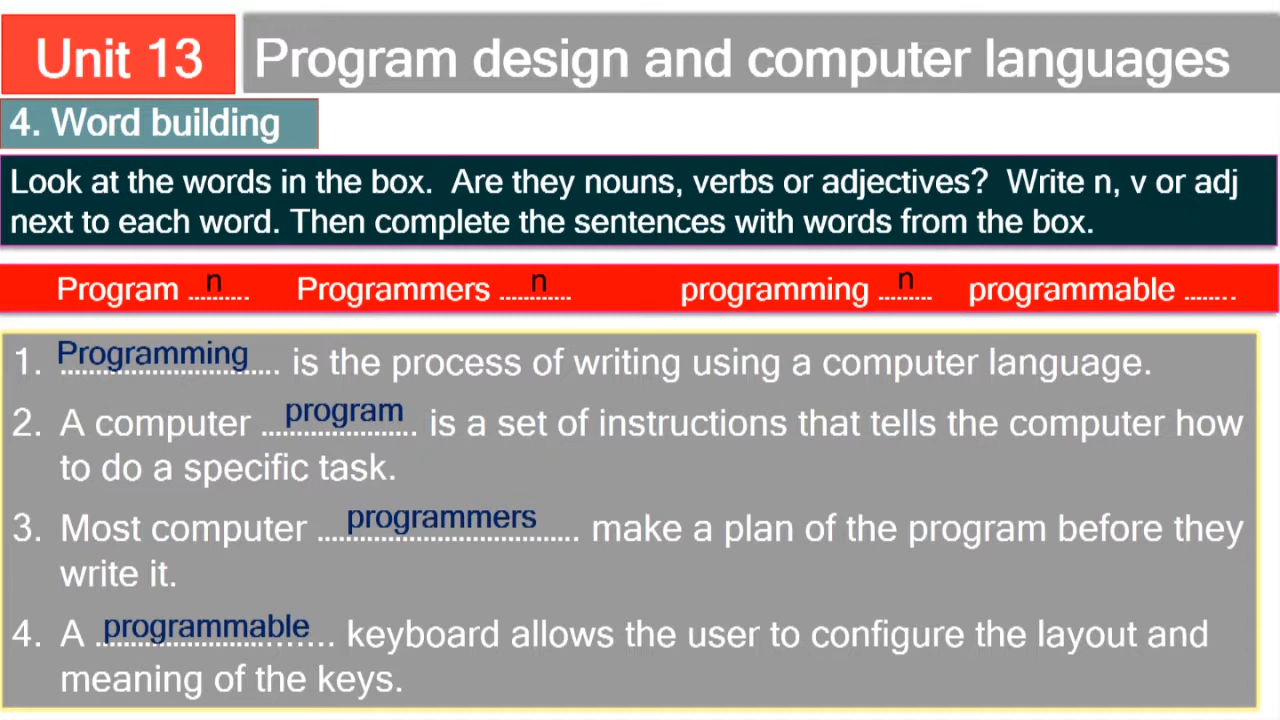 Unit 13 Program design and computer languages
4. Word building
Look at the words in the box. Are they nouns, verbs or adjectives? Write n, v or adj
next to each word. Then complete the sentences with words from the box.
Program ....n..... Programmers .....n...... programming ....n.... programmable ........
1. Programming is the process of writing using a computer language.
2. A computer program is a set of instructions that tells the computer how
to do a specific task.
3. Most computer programmers make a plan of the program before they
write it.
4. A programmable keyboard allows the user to configure the layout and
meaning of the keys.